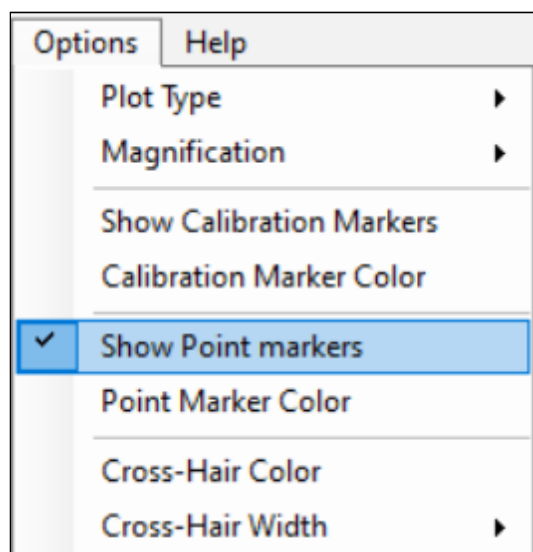 Options Help
Plot Type
Magnification
Show Calibration Markers
Calibration Marker Color
Show Point markers
Point Marker Color
Cross-Hair Color
Cross-Hair Width